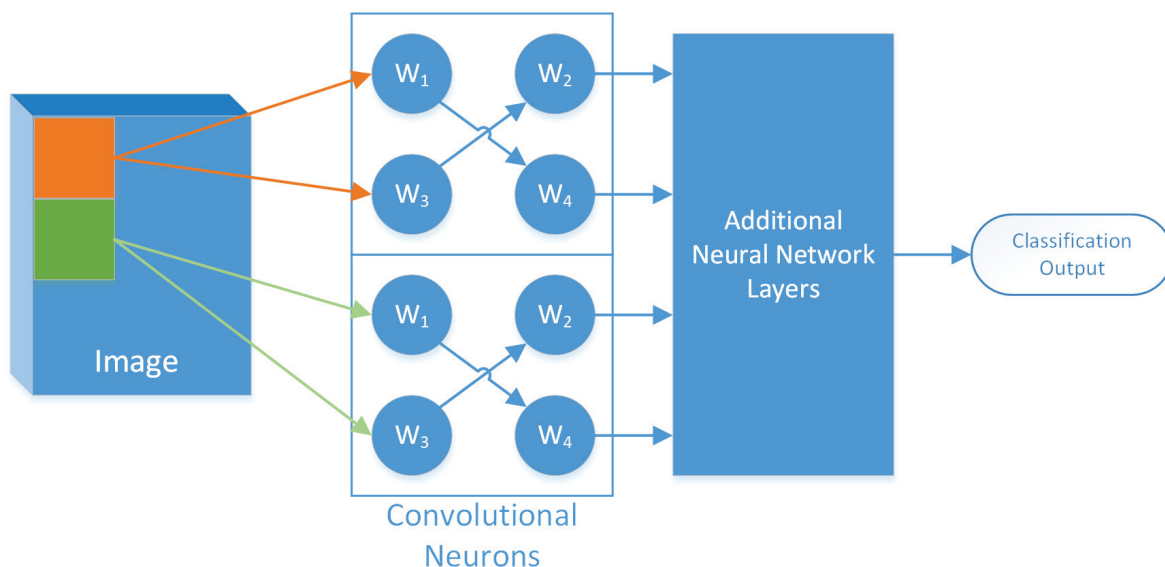 Image
W₁
W₂
W₃
W₄
W₁
W₂
W₃
W₄
Convolutional
Neurons
Additional
Neural Network
Layers
Classification
Output